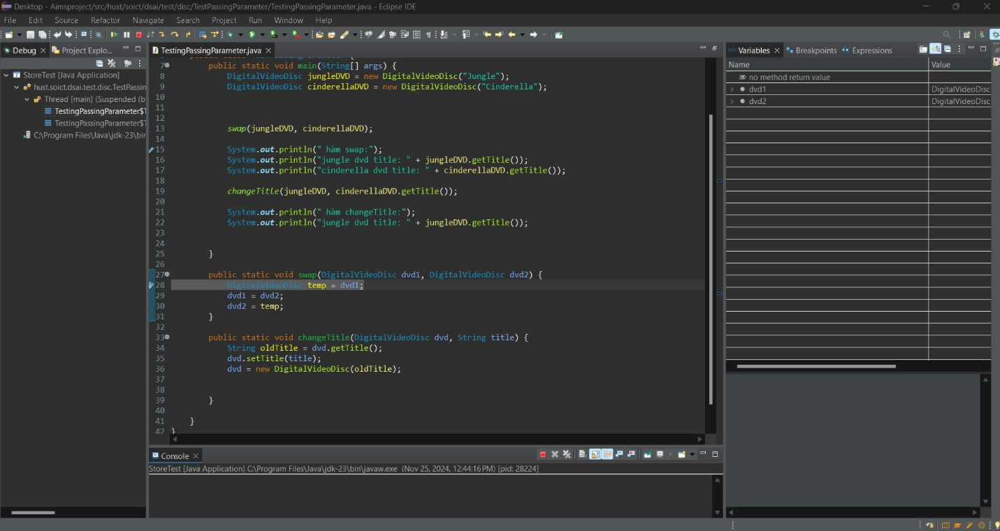 Desktop - Aimsproject/src/hust/soict/dsai/test/disc/TestPassingParameter/TestingPassingParameter.java - Eclipse IDE
File Edit Source Refactor Navigate Search Project Run Window Help
Debug
Project Explo...
StoreTest [Java Application]
hust.soict.dsai.test.disc.TestPassin
Thread [main] (Suspended (b
TestingPassingParameter$T
TestingPassingParameter$T
C:\Program Files\Java\jdk-23\bin
TestingPassingParameter.java
7 public static void main(String[] args) {
8 DigitalVideoDisc jungleDVD = new DigitalVideoDisc("Jungle");
9 DigitalVideoDisc cinderellaDVD = new DigitalVideoDisc("Cinderella");
10
11
12
13 swap(jungleDVD, cinderellaDVD);
14
15 System.out.println(" hàm swap:");
16 System.out.println("jungle dvd title: " + jungleDVD.getTitle());
17 System.out.println("cinderella dvd title: " + cinderellaDVD.getTitle());
18
19 changeTitle(jungleDVD, cinderellaDVD.getTitle());
20
21 System.out.println(" hàm changeTitle:");
22 System.out.println("jungle dvd title: " + jungleDVD.getTitle());
23
24
25 }
26
27 public static void swap(DigitalVideoDisc dvd1, DigitalVideoDisc dvd2) {
28 DigitalVideoDisc temp = dvd1;
29 dvd1 = dvd2;
30 dvd2 = temp;
31 }
32
33 public static void changeTitle(DigitalVideoDisc dvd, String title) {
34 String oldTitle = dvd.getTitle();
35 dvd.setTitle(title);
36 dvd = new DigitalVideoDisc(oldTitle);
37
38
39 }
40
41 }
42 }
Console
StoreTest [Java Application] C:\Program Files\Java\jdk-23\bin\javaw.exe (Nov 25, 2024, 12:44:16 PM) [pid: 28224]
Variables
Breakpoints
Expressions
Name Value
no method return value
dvd1 DigitalVideoDisc
dvd2 DigitalVideoDisc